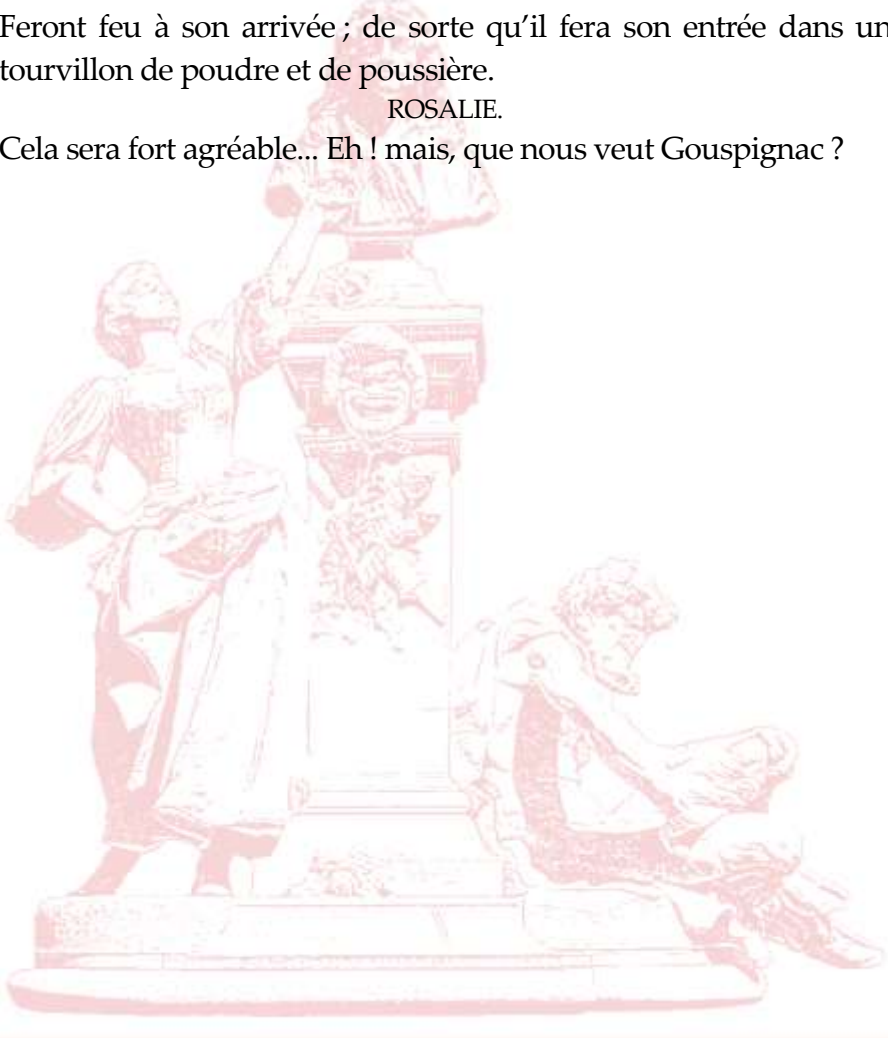 Feront feu à son arrivée ; de sorte qu’il fera son entrée dans un
tourvillon de poudre et de poussière.
ROSALIE.
Cela sera fort agréable... Eh ! mais, que nous veut Gouspignac ?